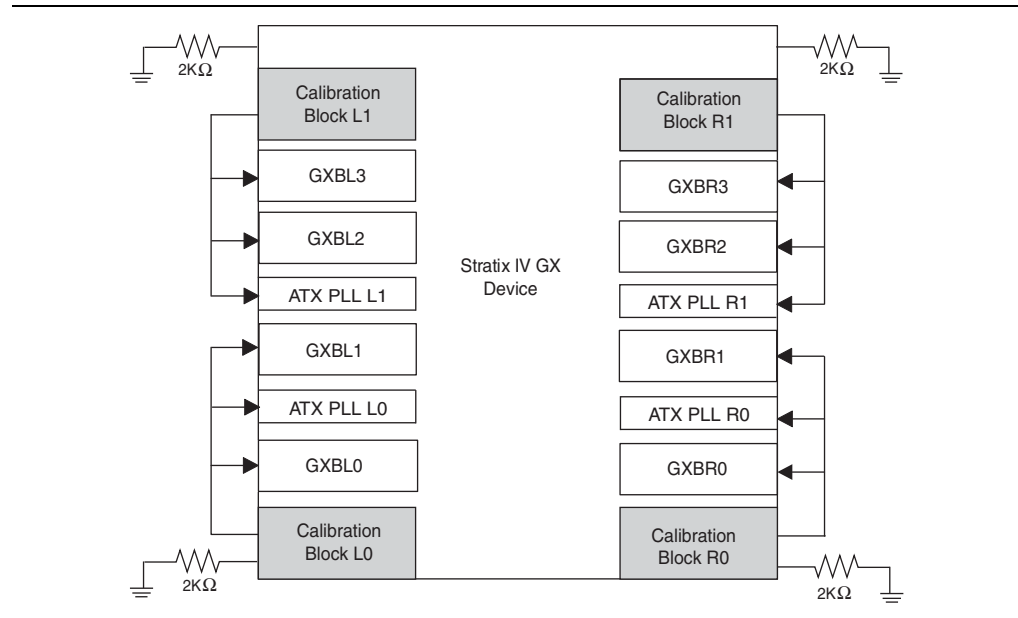 2KΩ
2KΩ
Calibration
Block L1
Calibration
Block R1
GXBL3
GXBR3
GXBL2
GXBR2
Stratix IV GX
Device
ATX PLL L1
ATX PLL R1
GXBL1
GXBR1
ATX PLL L0
ATX PLL R0
GXBL0
GXBR0
Calibration
Block L0
Calibration
Block R0
2KΩ
2KΩ